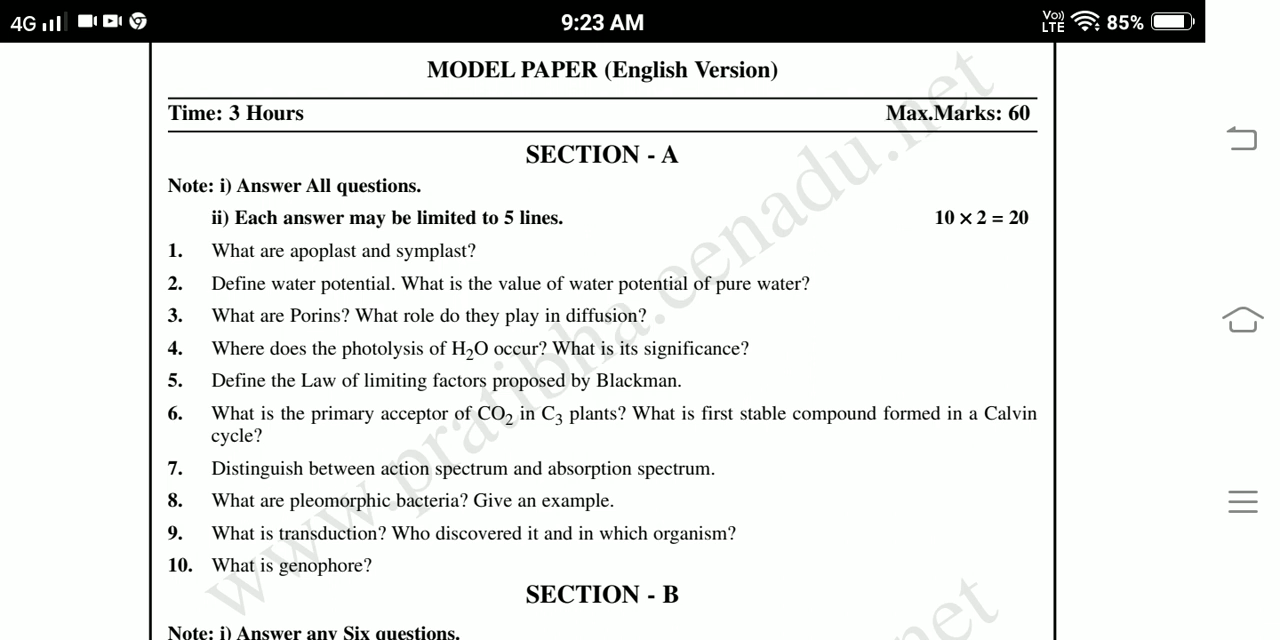 4G 9:23 AM Vo) LTE 85%
MODEL PAPER (English Version)
Time: 3 Hours Max.Marks: 60
SECTION - A
Note: i) Answer All questions.
ii) Each answer may be limited to 5 lines. 10 × 2 = 20
1. What are apoplast and symplast?
2. Define water potential. What is the value of water potential of pure water?
3. What are Porins? What role do they play in diffusion?
4. Where does the photolysis of H₂O occur? What is its significance?
5. Define the Law of limiting factors proposed by Blackman.
6. What is the primary acceptor of CO₂ in C₃ plants? What is first stable compound formed in a Calvin
cycle?
7. Distinguish between action spectrum and absorption spectrum.
8. What are pleomorphic bacteria? Give an example.
9. What is transduction? Who discovered it and in which organism?
10. What is genophore?
SECTION - B
Note: i) Answer any Six questions.
www.pratibha.eenadu.net
net